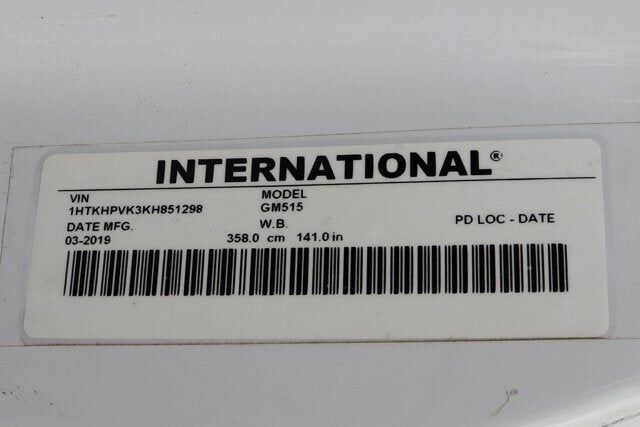 INTERNATIONAL®
VIN MODEL
1HTKHPVK3KH851298 GM515
DATE MFG. W.B. PD LOC - DATE
03-2019 358.0 cm 141.0 in